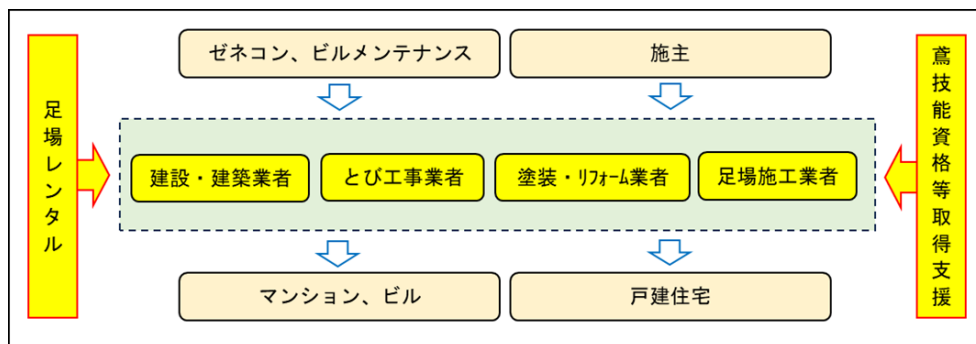 ゼネコン、ビルメンテナンス
施主
足場レンタル
建設・建築業者
とび工事業者
塗装・ﾘﾌｫｰﾑ業者
足場施工業者
鳶技能資格等取得支援
マンション、ビル
戸建住宅